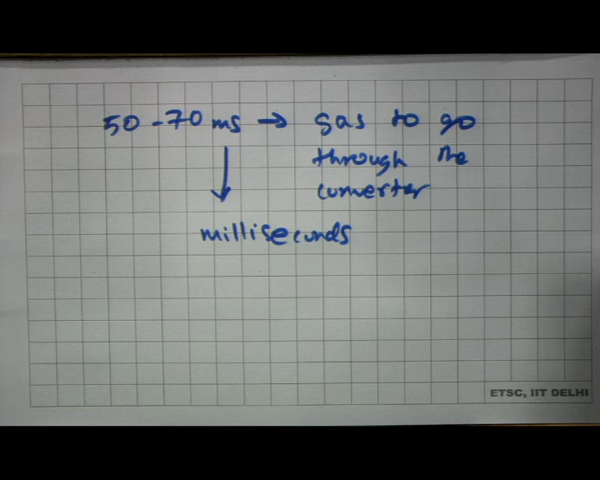 50-70 ms → gas to go
through the
converter
milliseconds
ETSC, IIT DELHI